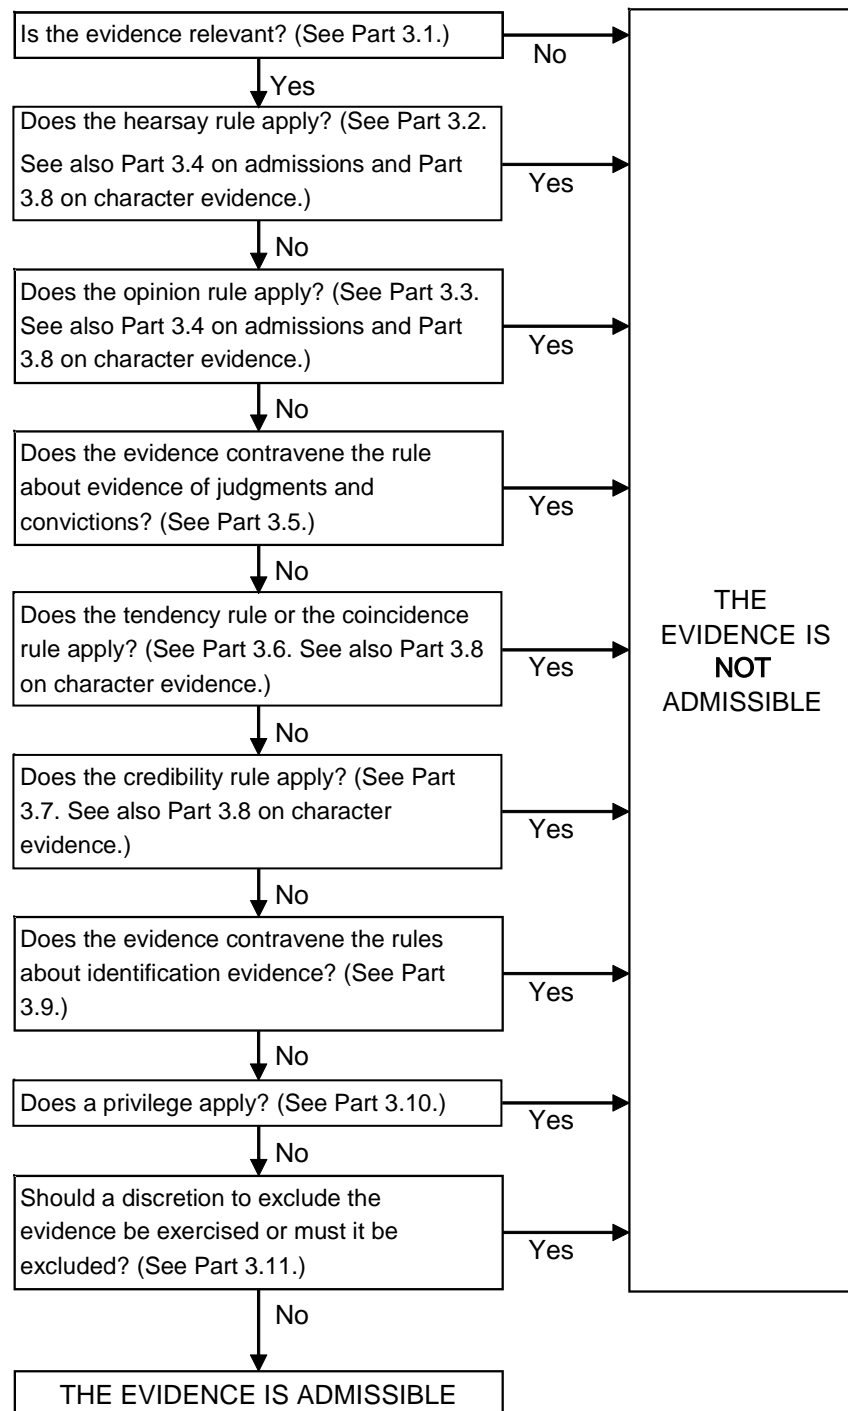 Is the evidence relevant? (See Part 3.1.)
No
Yes
Does the hearsay rule apply? (See Part 3.2.
See also Part 3.4 on admissions and Part
3.8 on character evidence.)
Yes
No
Does the opinion rule apply? (See Part 3.3.
See also Part 3.4 on admissions and Part
3.8 on character evidence.)
Yes
No
Does the evidence contravene the rule
about evidence of judgments and
convictions? (See Part 3.5.)
Yes
No
Does the tendency rule or the coincidence
rule apply? (See Part 3.6. See also Part 3.8
on character evidence.)
Yes
No
Does the credibility rule apply? (See Part
3.7. See also Part 3.8 on character
evidence.)
Yes
No
Does the evidence contravene the rules
about identification evidence? (See Part
3.9.)
Yes
No
Does a privilege apply? (See Part 3.10.)
Yes
No
Should a discretion to exclude the
evidence be exercised or must it be
excluded? (See Part 3.11.)
Yes
No
THE EVIDENCE IS ADMISSIBLE
THE
EVIDENCE IS
NOT
ADMISSIBLE